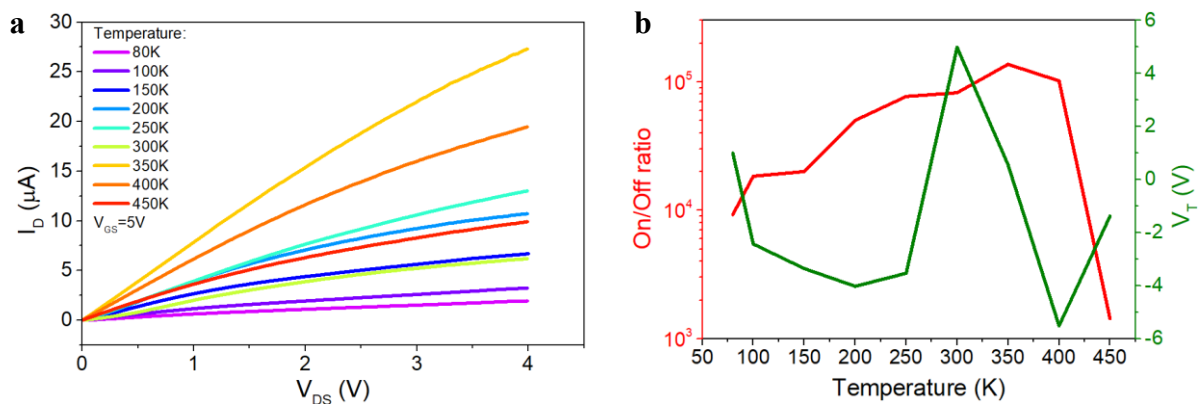 a
30
25
20
15
10
5
0
I_D (μA)
Temperature:
80K
100K
150K
200K
250K
300K
350K
400K
450K
V_GS=5V
0 1 2 3 4
V_DS (V)
b
10^5
10^4
10^3
On/Off ratio
6
4
2
0
-2
-4
-6
V_T (V)
50 100 150 200 250 300 350 400 450
Temperature (K)